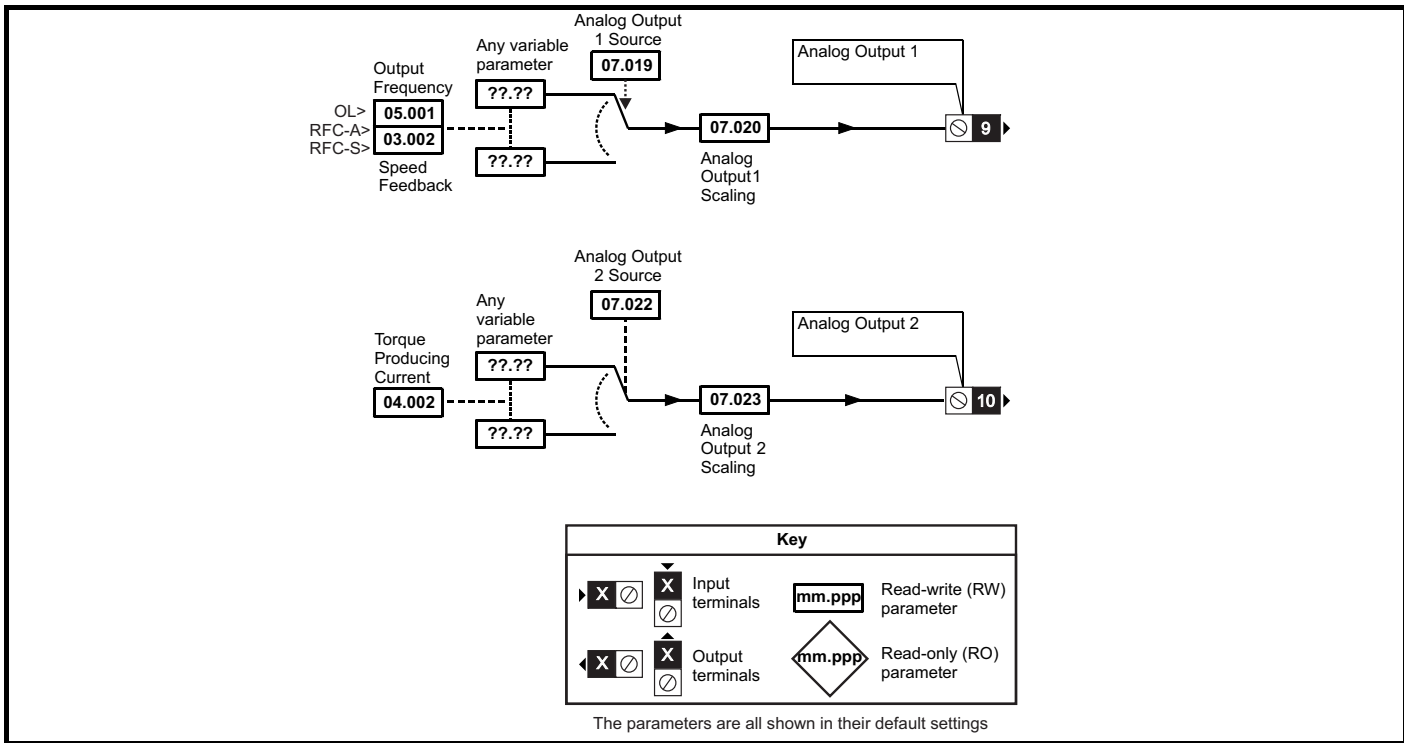 Analog Output
1 Source
07.019
Any variable
parameter
??.??
??.??
Output
Frequency
OL>
RFC-A>
RFC-S>
05.001
03.002
Speed
Feedback
07.020
Analog
Output1
Scaling
Analog Output 1
9
Analog Output
2 Source
07.022
Any
variable
parameter
??.??
??.??
Torque
Producing
Current
04.002
07.023
Analog
Output 2
Scaling
Analog Output 2
10
Key
X
X
Input
terminals
mm.ppp
Read-write (RW)
parameter
X
X
Output
terminals
mm.ppp
Read-only (RO)
parameter
The parameters are all shown in their default settings